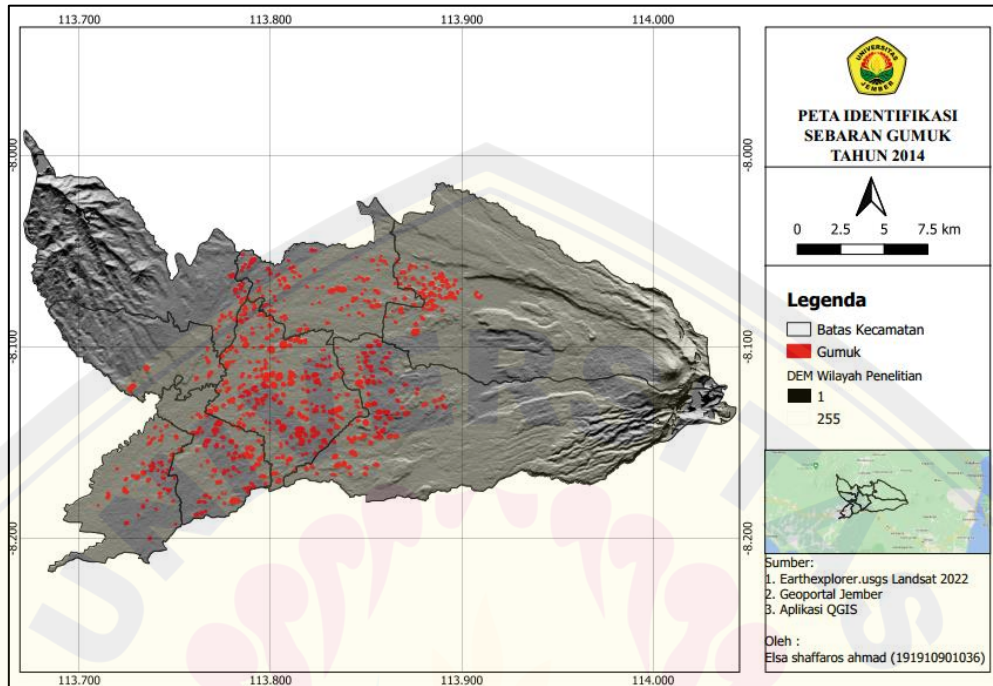 113.700 113.800 113.900 114.000
-8.000 -8.000
-8.100 -8.100
-8.200 -8.200
113.700 113.800 113.900 114.000
UNIVERSITAS
UNIVERSITAS
JEMBER
PETA IDENTIFIKASI
SEBARAN GUMUK
TAHUN 2014
0 2.5 5 7.5 km
Legenda
Batas Kecamatan
Gumuk
DEM Wilayah Penelitian
1
255
Sumber:
1. Earthexplorer.usgs Landsat 2022
2. Geoportal Jember
3. Aplikasi QGIS
Oleh :
Elsa shaffaros ahmad (191910901036)